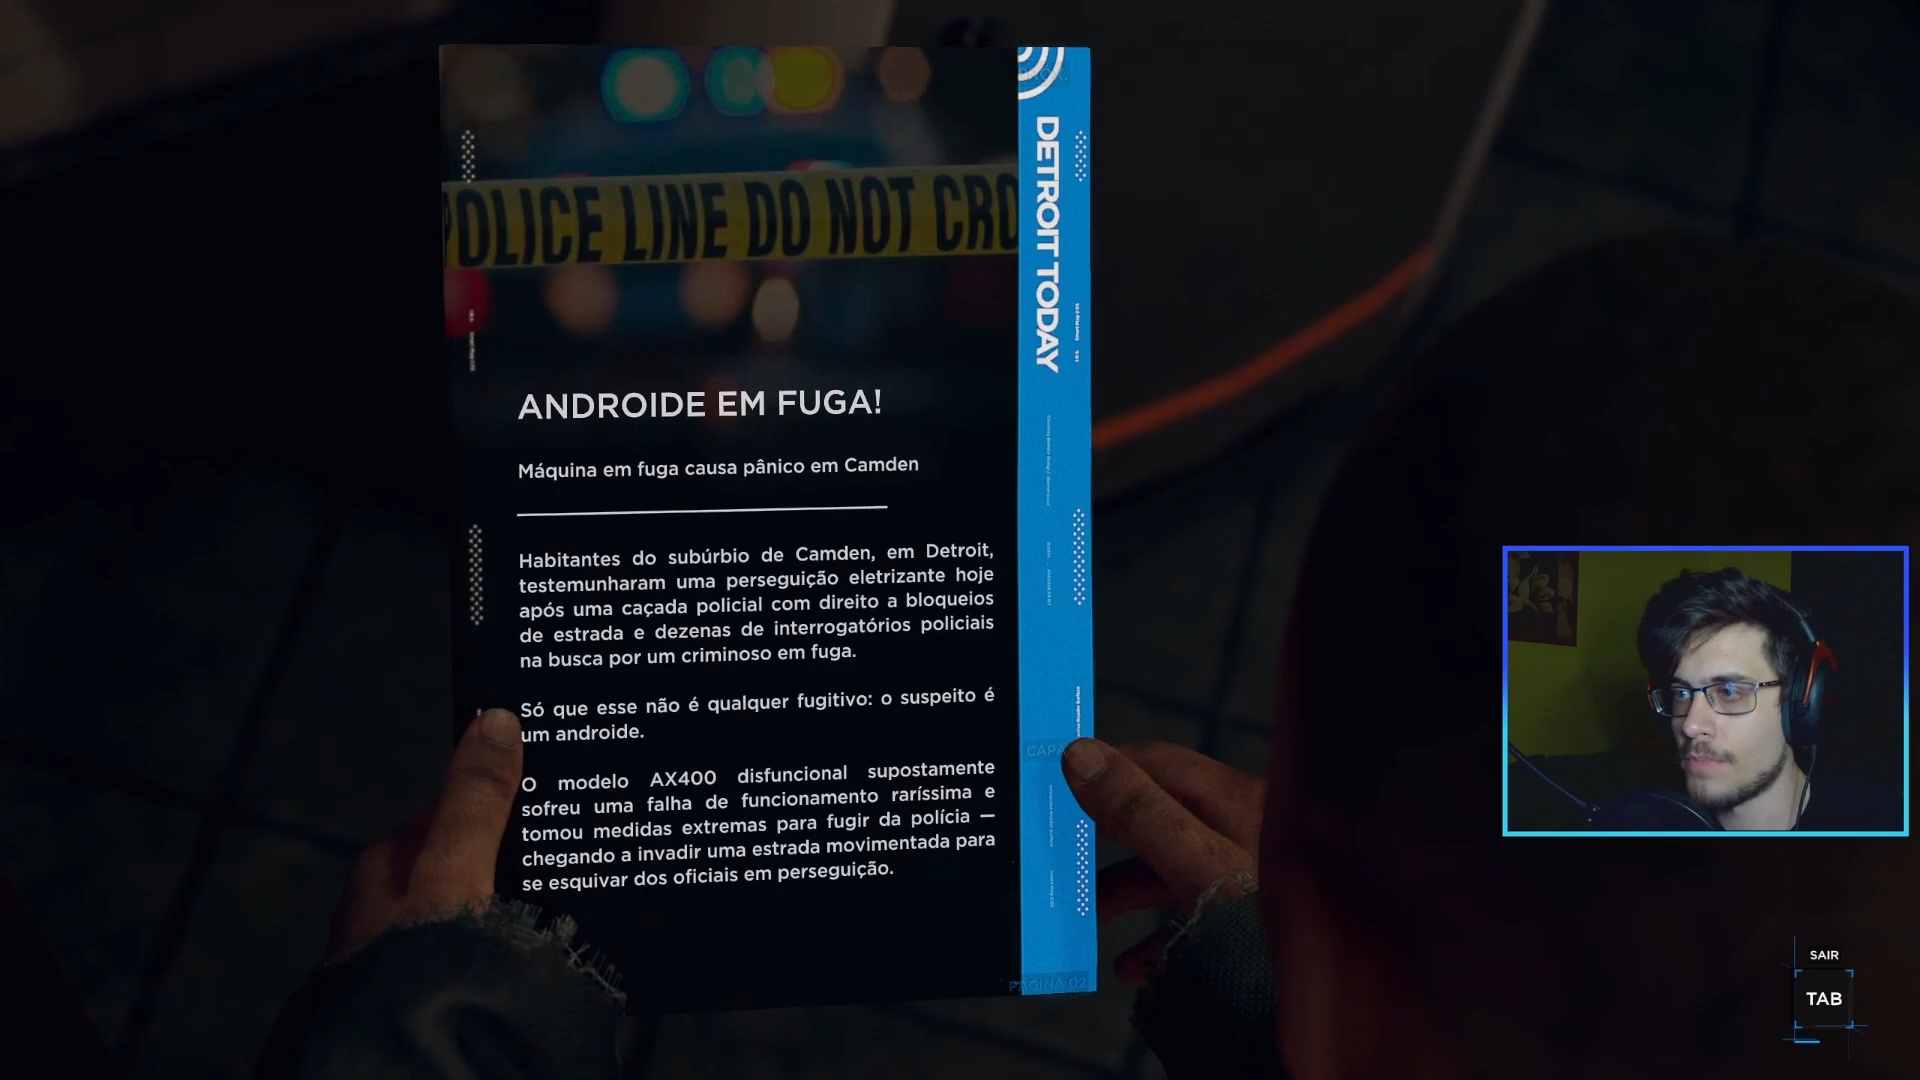 POLICE LINE DO NOT CRO
DETROIT TODAY
ANDROIDE EM FUGA!
Máquina em fuga causa pânico em Camden
Habitantes do subúrbio de Camden, em Detroit,
testemunharam uma perseguição eletrizante hoje
após uma caçada policial com direito a bloqueios
de estrada e dezenas de interrogatórios policiais
na busca por um criminoso em fuga.
Só que esse não é qualquer fugitivo: o suspeito é
um androide.
O modelo AX400 disfuncional supostamente
sofreu uma falha de funcionamento raríssima e
tomou medidas extremas para fugir da polícia —
chegando a invadir uma estrada movimentada para
se esquivar dos oficiais em perseguição.
CAPA
PÁGINA 02
SAIR
TAB